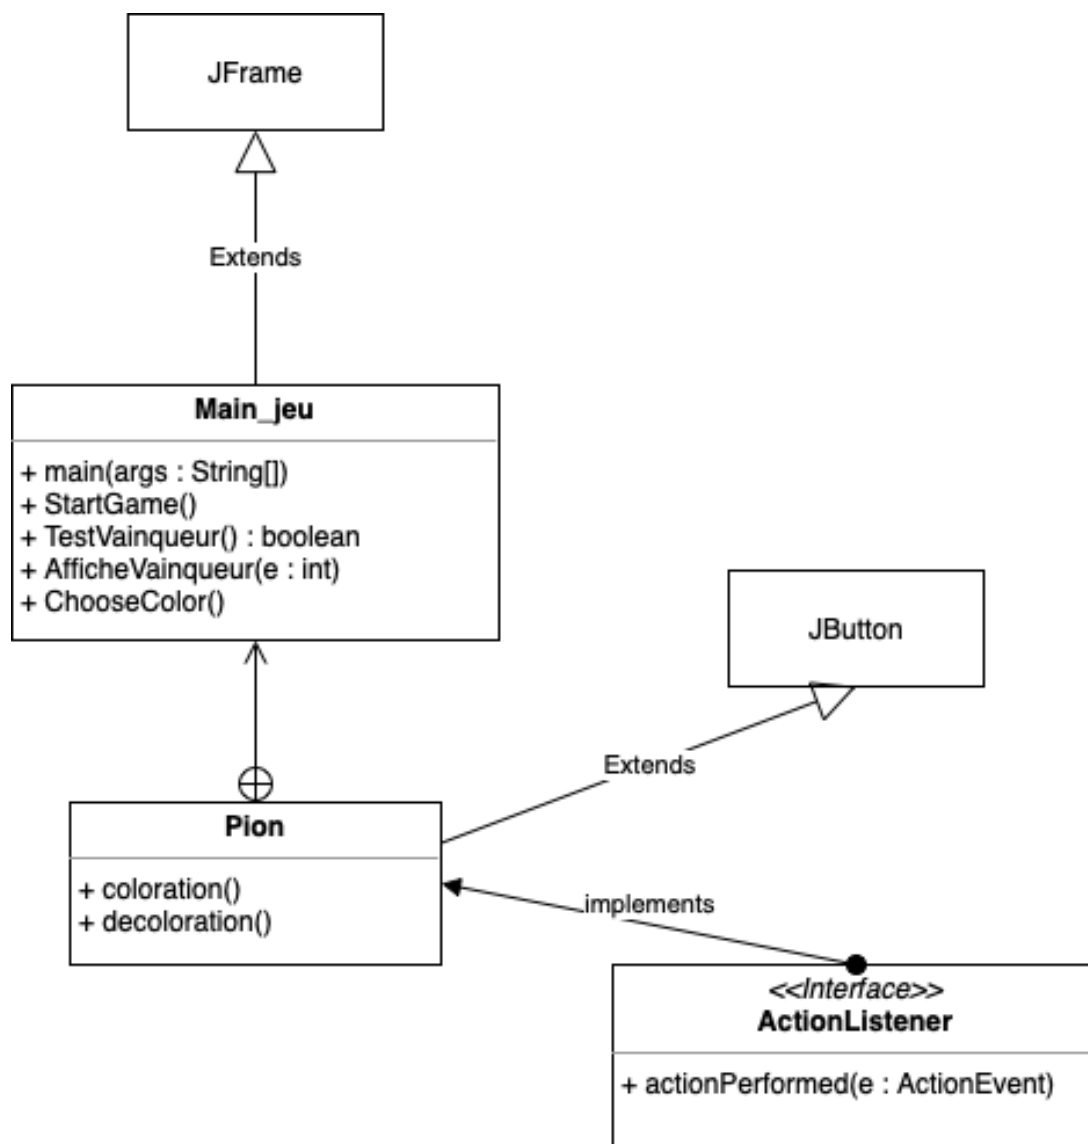 JFrame
Extends
Main_jeu
+ main(args : String[])
+ StartGame()
+ TestVainqueur() : boolean
+ AfficheVainqueur(e : int)
+ ChooseColor()
JButton
Extends
Pion
+ coloration()
+ decoloration()
implements
<<Interface>>
ActionListener
+ actionPerformed(e : ActionEvent)